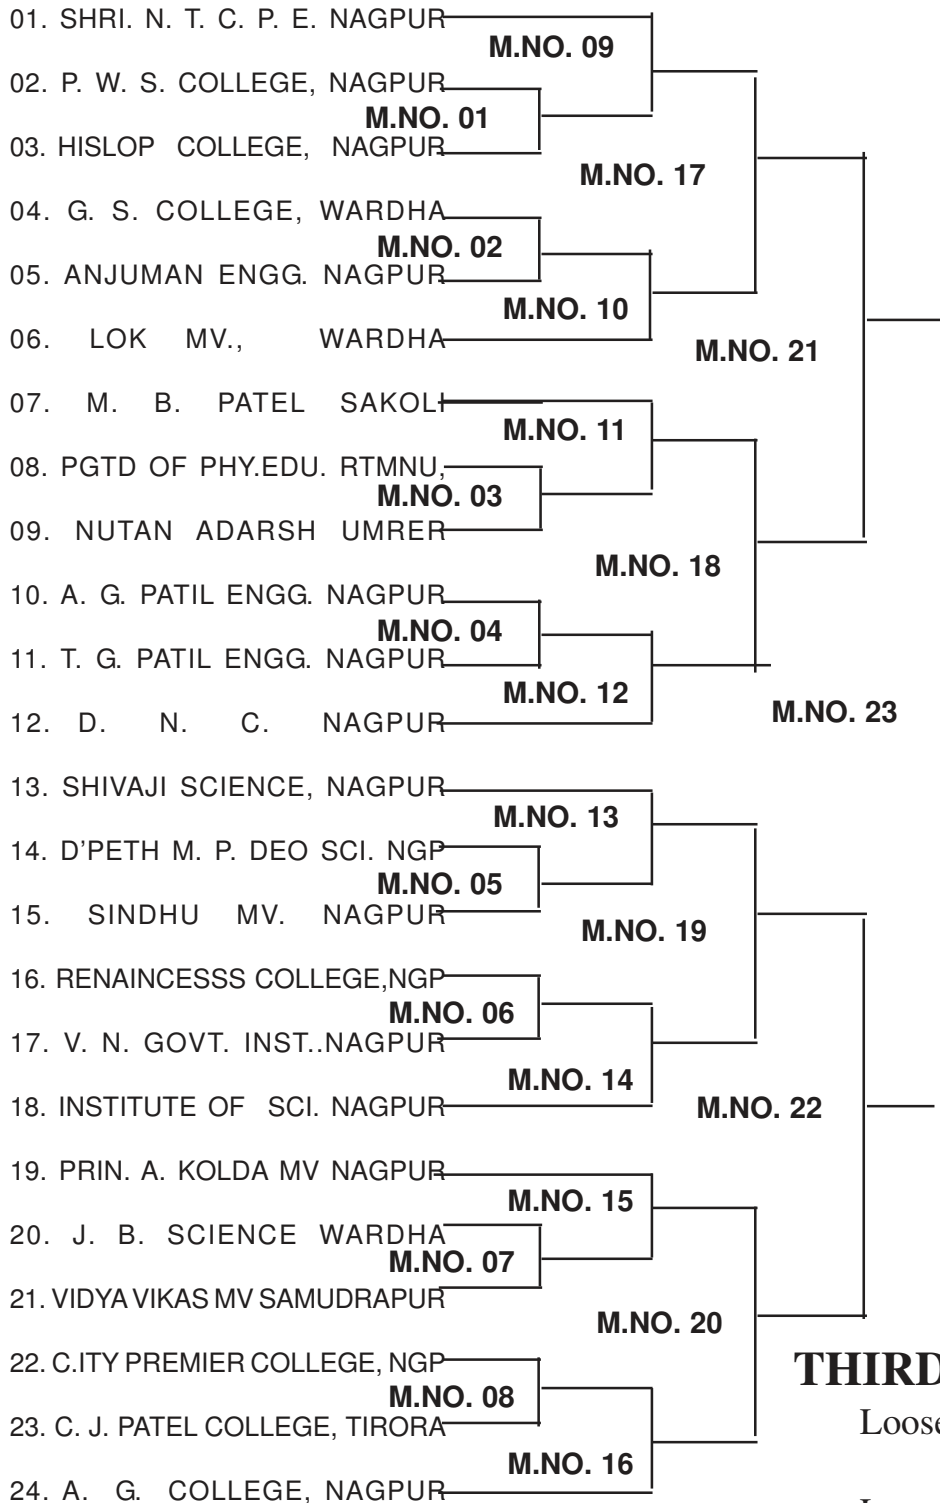 01. SHRI. N. T. C. P. E. NAGPUR
M.NO. 09
02. P. W. S. COLLEGE, NAGPUR
M.NO. 01
03. HISLOP COLLEGE, NAGPUR
M.NO. 17
04. G. S. COLLEGE, WARDHA
M.NO. 02
05. ANJUMAN ENGG. NAGPUR
M.NO. 10
06. LOK MV., WARDHA
M.NO. 21
07. M. B. PATEL SAKOLI
M.NO. 11
08. PGTD OF PHY.EDU. RTMNU,
M.NO. 03
09. NUTAN ADARSH UMRER
M.NO. 18
10. A. G. PATIL ENGG. NAGPUR
M.NO. 04
11. T. G. PATIL ENGG. NAGPUR
M.NO. 12
M.NO. 23
12. D. N. C. NAGPUR
13. SHIVAJI SCIENCE, NAGPUR
M.NO. 13
14. D'PETH M. P. DEO SCI. NGP
M.NO. 05
15. SINDHU MV. NAGPUR
M.NO. 19
16. RENAINCESSS COLLEGE,NGP
M.NO. 06
17. V. N. GOVT. INST..NAGPUR
M.NO. 14
18. INSTITUTE OF SCI. NAGPUR
M.NO. 22
19. PRIN. A. KOLDA MV NAGPUR
M.NO. 15
20. J. B. SCIENCE WARDHA
M.NO. 07
21. VIDYA VIKAS MV SAMUDRAPUR
M.NO. 20
22. C.ITY PREMIER COLLEGE, NGP
THIRD
M.NO. 08
23. C. J. PATEL COLLEGE, TIRORA
Loose
M.NO. 16
24. A. G. COLLEGE, NAGPUR